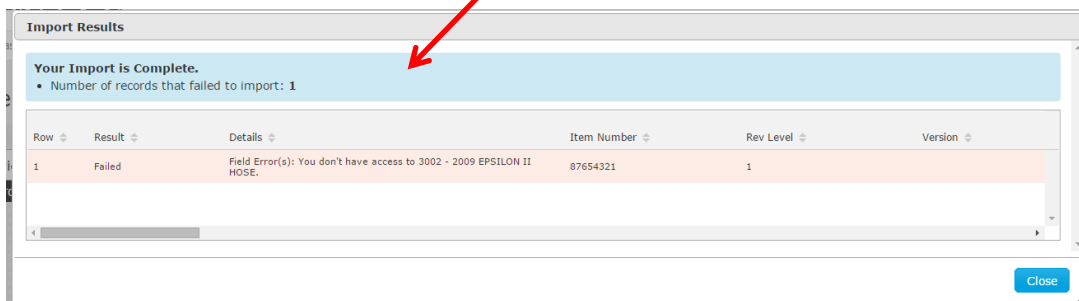 Import Results
Your Import is Complete.
• Number of records that failed to import: 1
Row Result Details Item Number Rev Level Version
1 Failed Field Error(s): You don't have access to 3002 - 2009 EPSILON II 87654321 1
HOSE.
Close